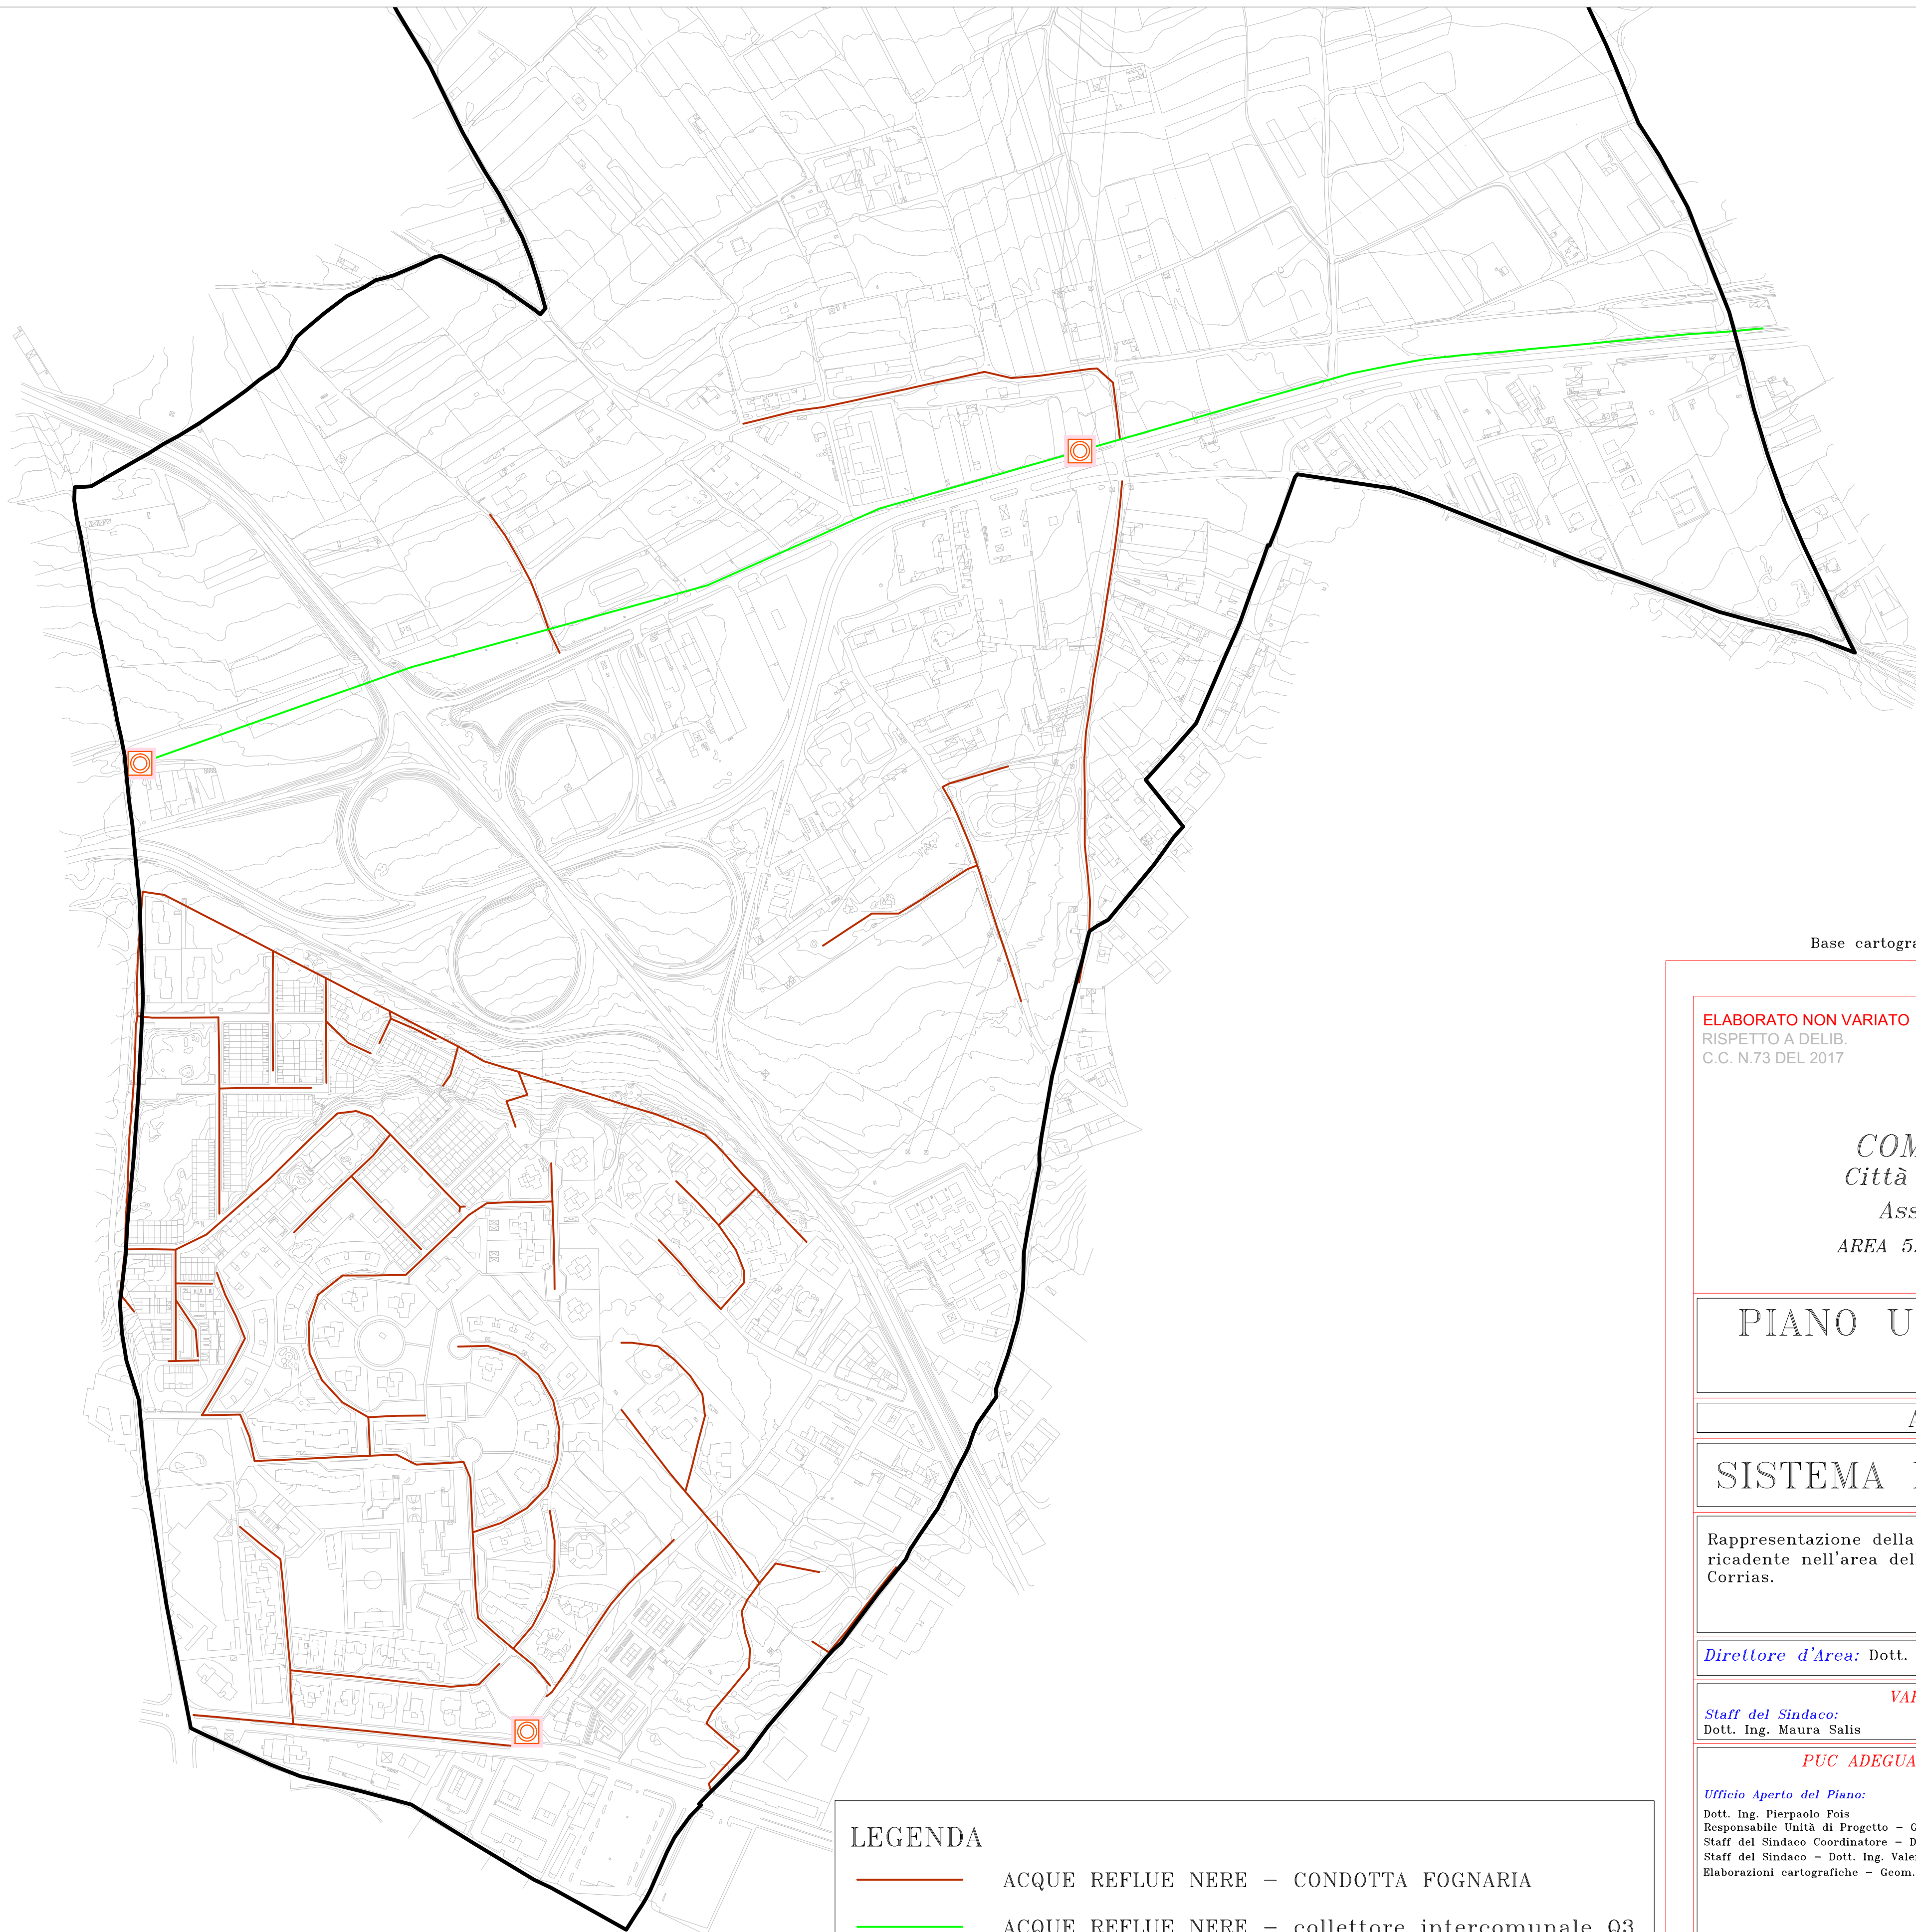 Base cartogra
ELABORATO NON VARIATO
RISPETTO A DELIB.
C.C. N.73 DEL 2017
COM
Città
Ass
AREA 5.
PIANO U
A
SISTEMA
Rappresentazione della
ricadente nell'area del
Corrias.
Direttore d'Area: Dott.
VAR
Staff del Sindaco:
Dott. Ing. Maura Salis
PUC ADEGUA
Ufficio Aperto del Piano:
Dott. Ing. Pierpaolo Fois
Responsabile Unità di Progetto - G
Staff del Sindaco Coordinatore - D
Staff del Sindaco - Dott. Ing. Vale
Elaborazioni cartografiche - Geom.
LEGENDA
ACQUE REFLUE NERE - CONDOTTA FOGNARIA
ACQUE REFLUE NERE - collettore intercomunale Q3